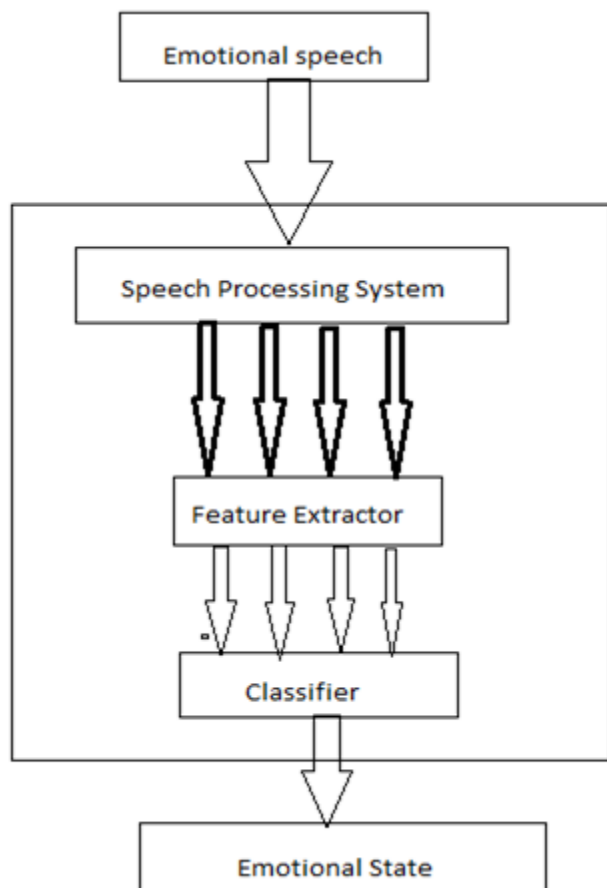 Emotional speech
Speech Processing System
Feature Extractor
Classifier
Emotional State